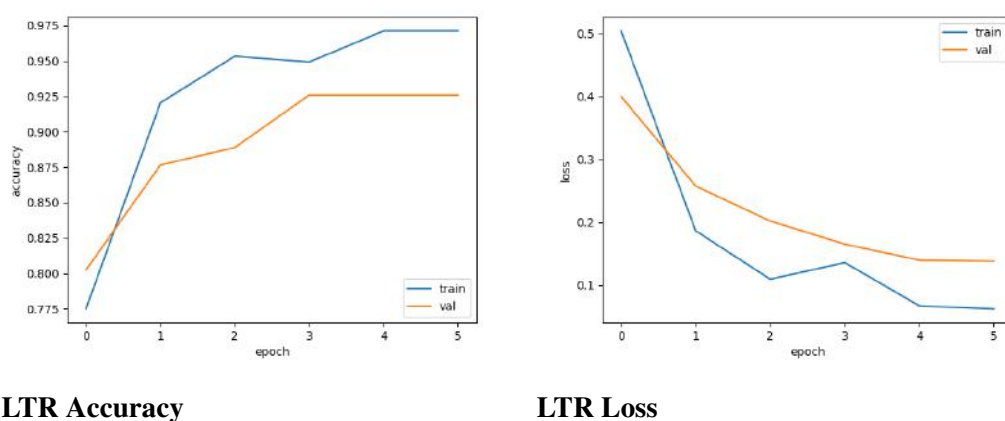 0.975
0.950
0.925
0.900
0.875
0.850
0.825
0.800
0.775
accuracy
train
val
0 1 2 3 4 5
epoch
0.5
0.4
0.3
0.2
0.1
loss
train
val
0 1 2 3 4 5
epoch
LTR Accuracy
LTR Loss